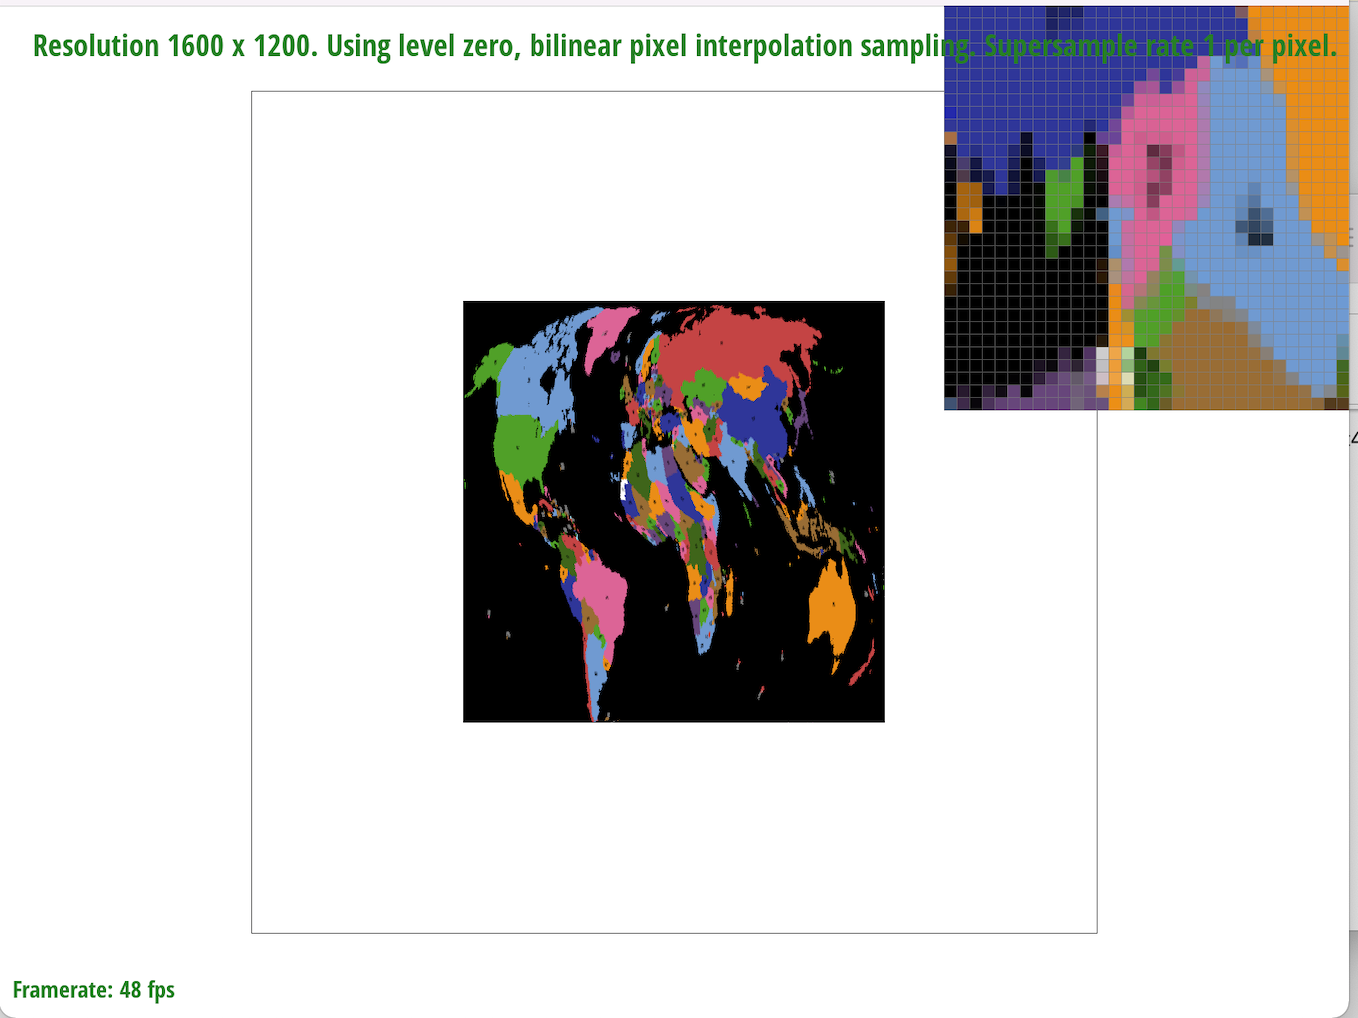 Resolution 1600 x 1200. Using level zero, bilinear pixel interpolation sampling. Supersample rate 1 per pixel.
Framerate: 48 fps